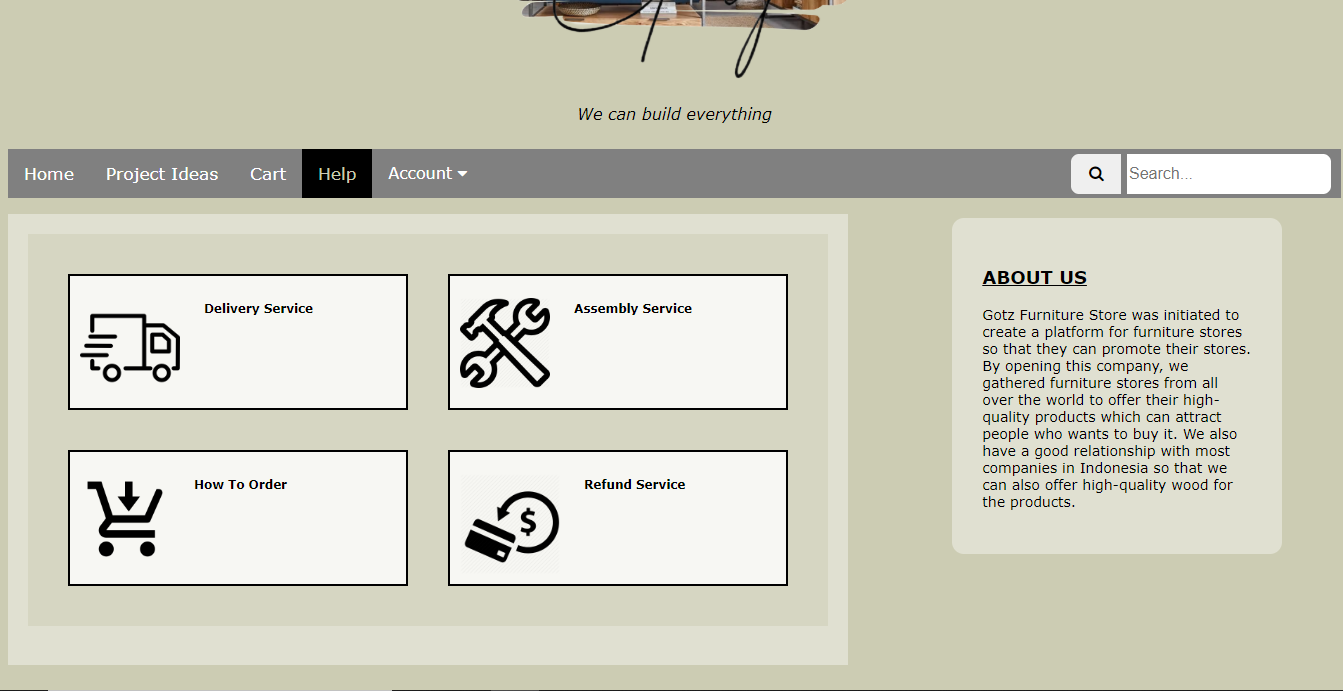 We can build everything
Home Project Ideas Cart Help Account
Search...
Delivery Service
Assembly Service
How To Order
Refund Service
ABOUT US
Gotz Furniture Store was initiated to
create a platform for furniture stores
so that they can promote their stores.
By opening this company, we
gathered furniture stores from all
over the world to offer their high-
quality products which can attract
people who wants to buy it. We also
have a good relationship with most
companies in Indonesia so that we
can also offer high-quality wood for
the products.